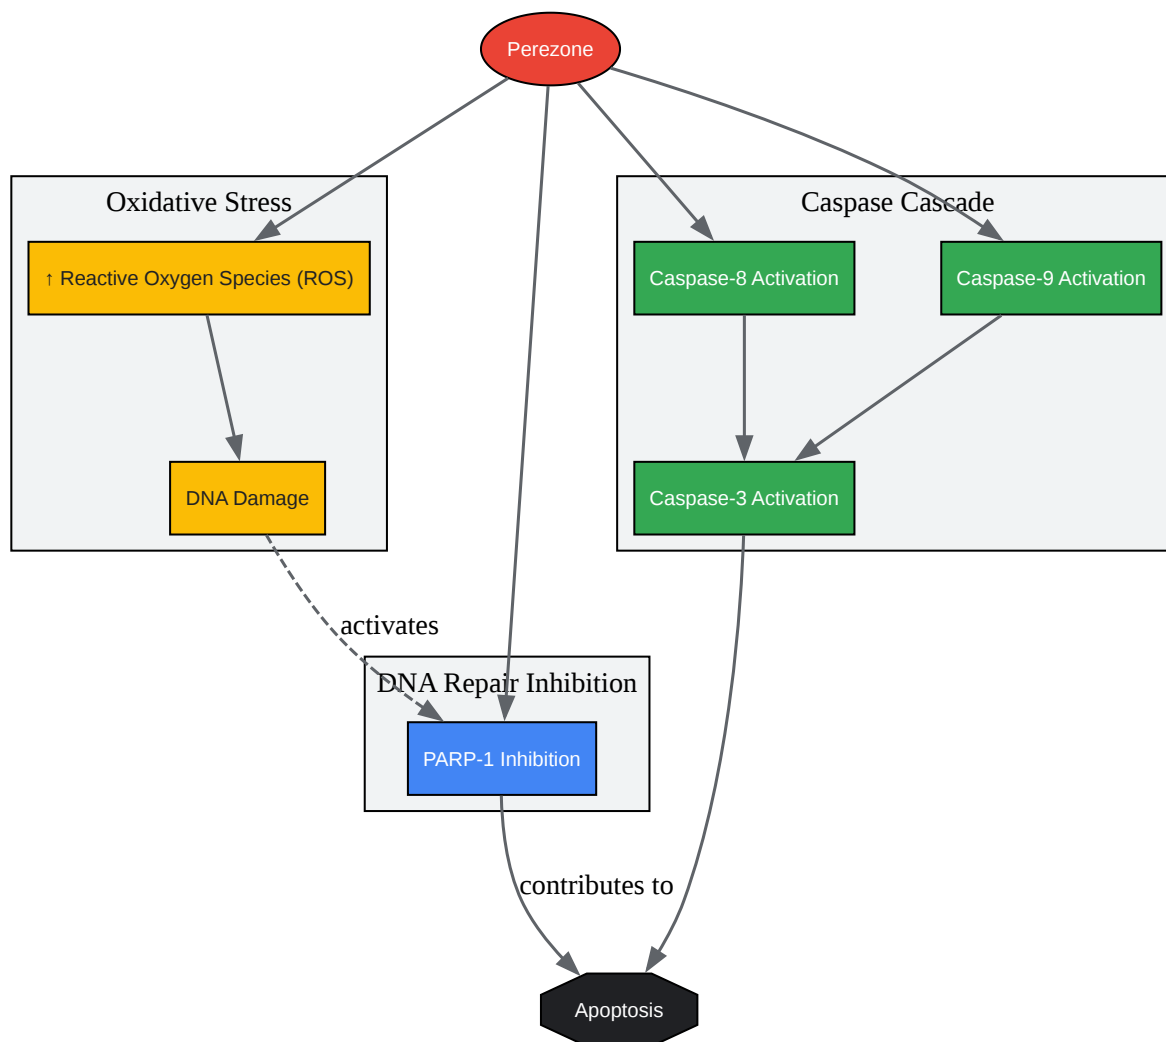 Perezone
Oxidative Stress
Caspase Cascade
↑ Reactive Oxygen Species (ROS)
Caspase-8 Activation
Caspase-9 Activation
DNA Damage
Caspase-3 Activation
activates
DNA Repair Inhibition
PARP-1 Inhibition
contributes to
Apoptosis